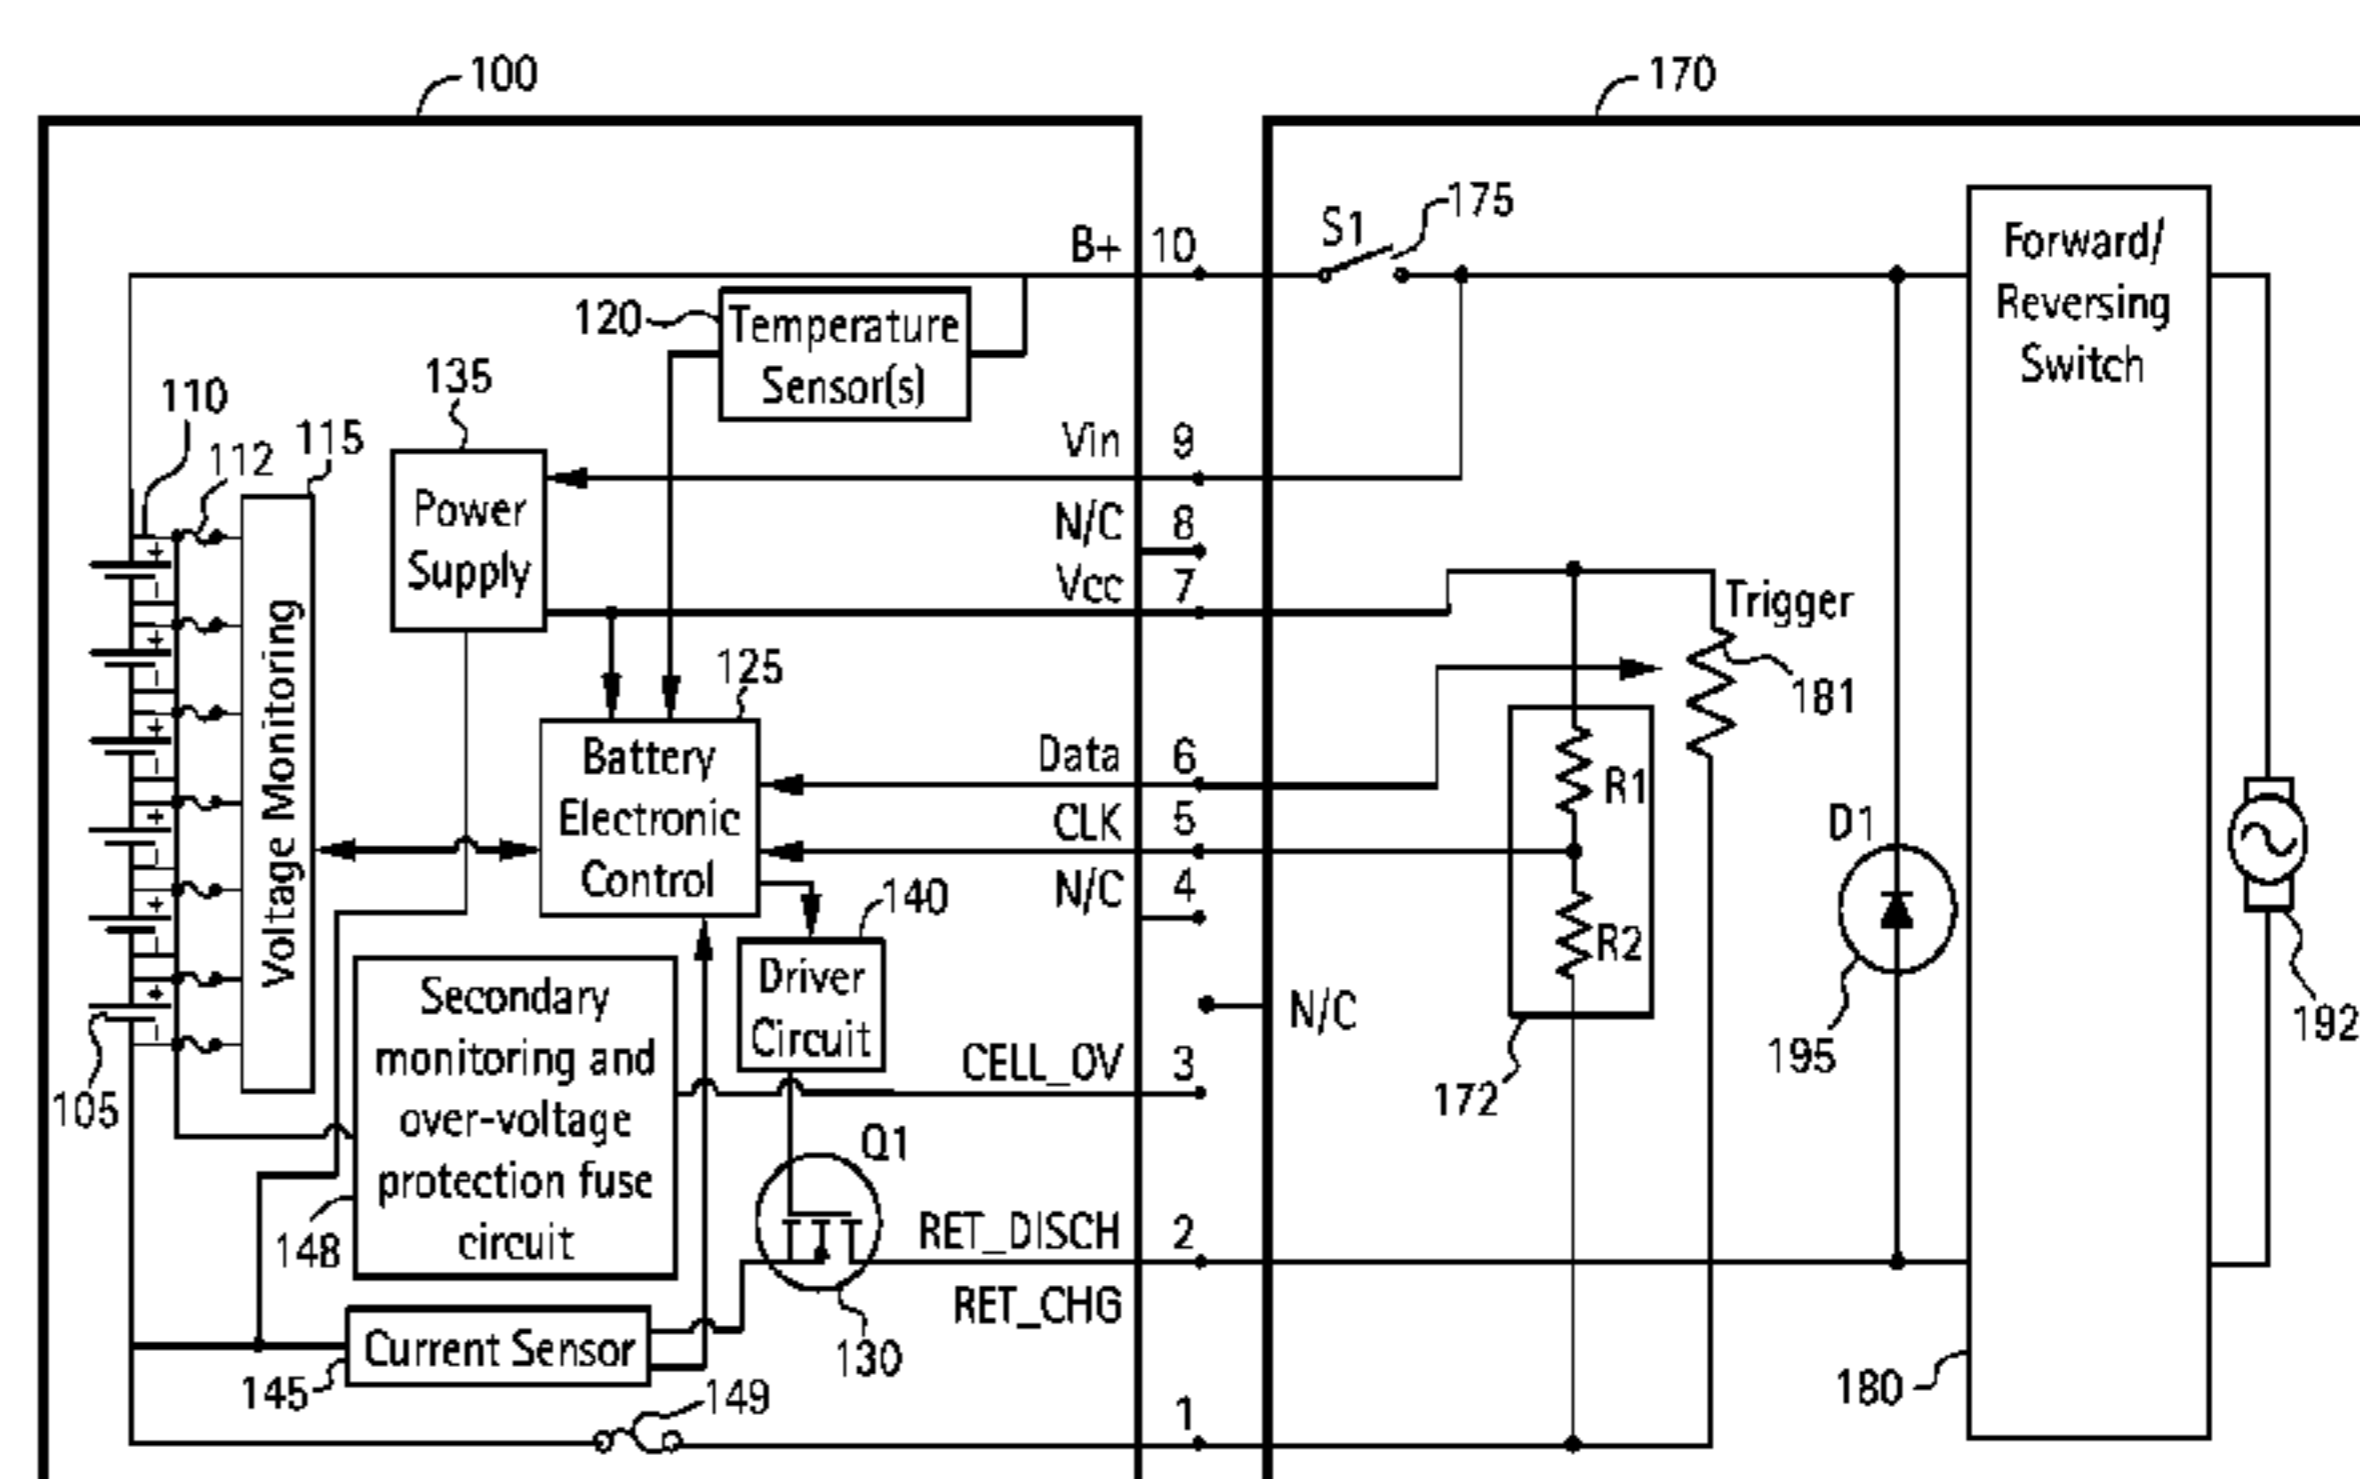 100
170
B+ 10
S1
175
Forward/
Reversing
Switch
120
Temperature
Sensor(s)
135
110
112
115
Vin 9
Power
Supply
N/C 8
Vcc 7
Trigger
181
Voltage Monitoring
125
Battery
Electronic
Control
Data 6
CLK 5
N/C 4
R1
R2
D1
140
Driver
Circuit
N/C
172
195
192
Secondary
monitoring and
over-voltage
protection fuse
circuit
CELL_OV 3
105
148
Q1
RET_DISCH 2
RET_CHG
130
Current Sensor
145
149
1
180
+
-
+
-
+
-
+
-
+
-
+
-